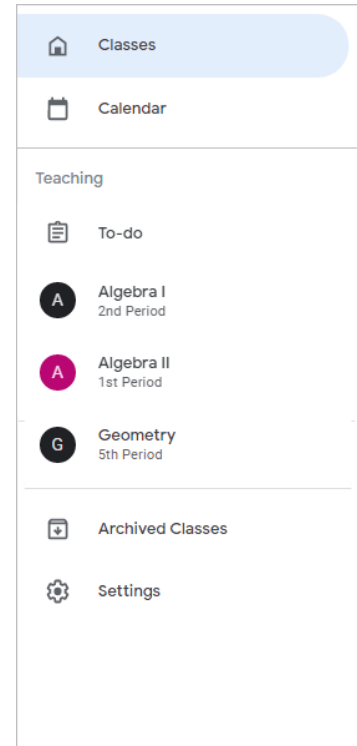 Classes
Calendar
Teaching
To-do
A
Algebra I
2nd Period
A
Algebra II
1st Period
G
Geometry
5th Period
Archived Classes
Settings